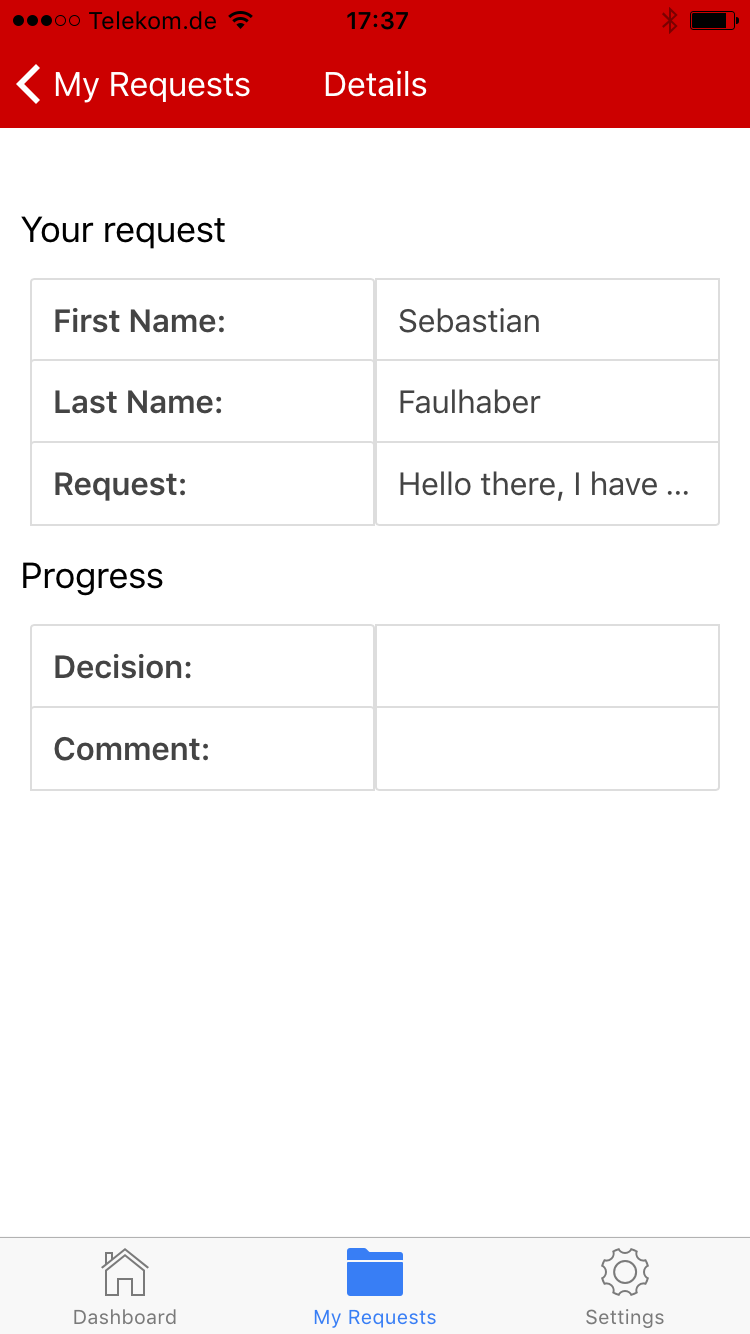 Telekom.de 17:37
My Requests Details
Your request
First Name: Sebastian
Last Name: Faulhaber
Request: Hello there, I have ...
Progress
Decision:
Comment:
Dashboard My Requests Settings